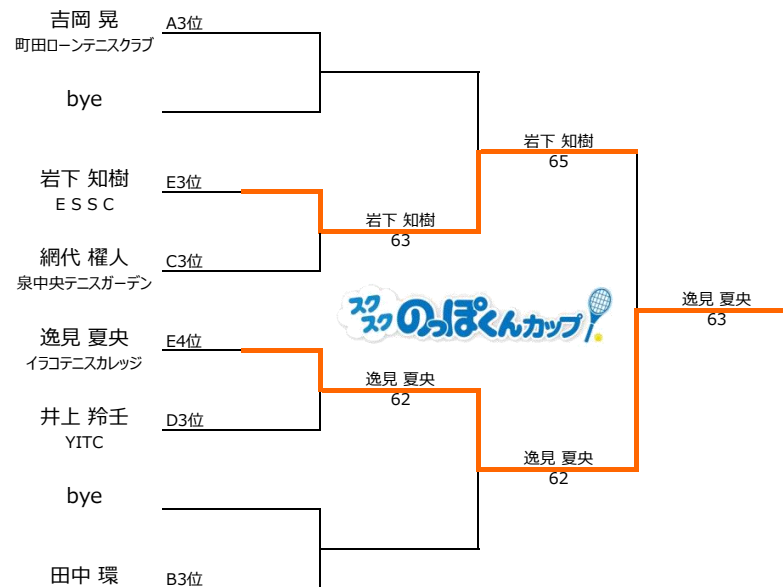 吉岡 晃
A3位
町田ローンテニスクラブ
bye
岩下 知樹
65
岩下 知樹
E3位
ＥＳＳＣ
岩下 知樹
63
網代 櫂人
C3位
泉中央テニスガーデン
スクスク のっぽくんカップ
逸見 夏央
63
逸見 夏央
E4位
イラコテニスカレッジ
逸見 夏央
62
井上 羚壬
D3位
YITC
逸見 夏央
62
bye
田中 環
B3位